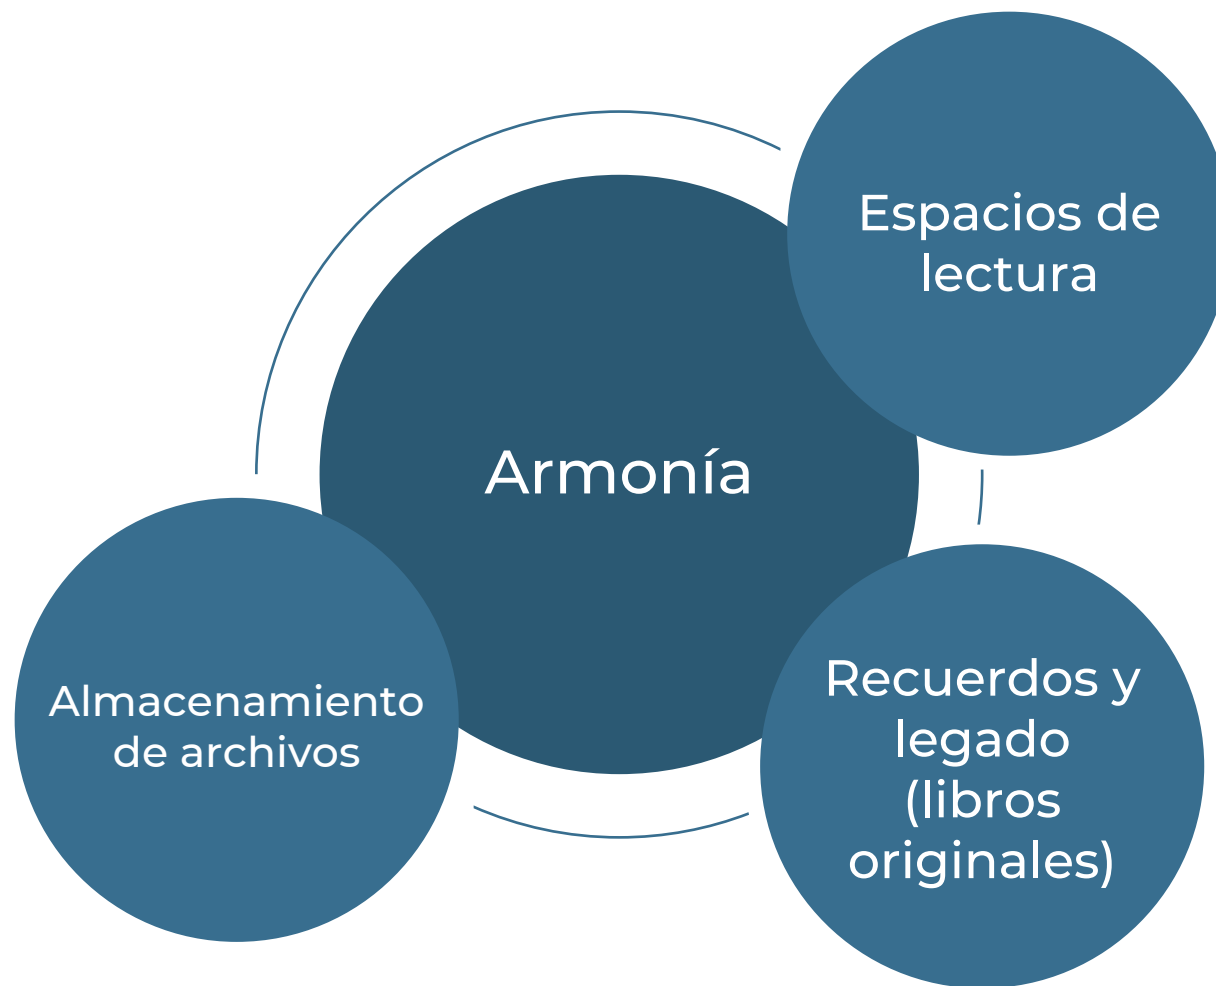 Espacios de
lectura
Armonía
Almacenamiento
de archivos
Recuerdos y
legado
(libros
originales)